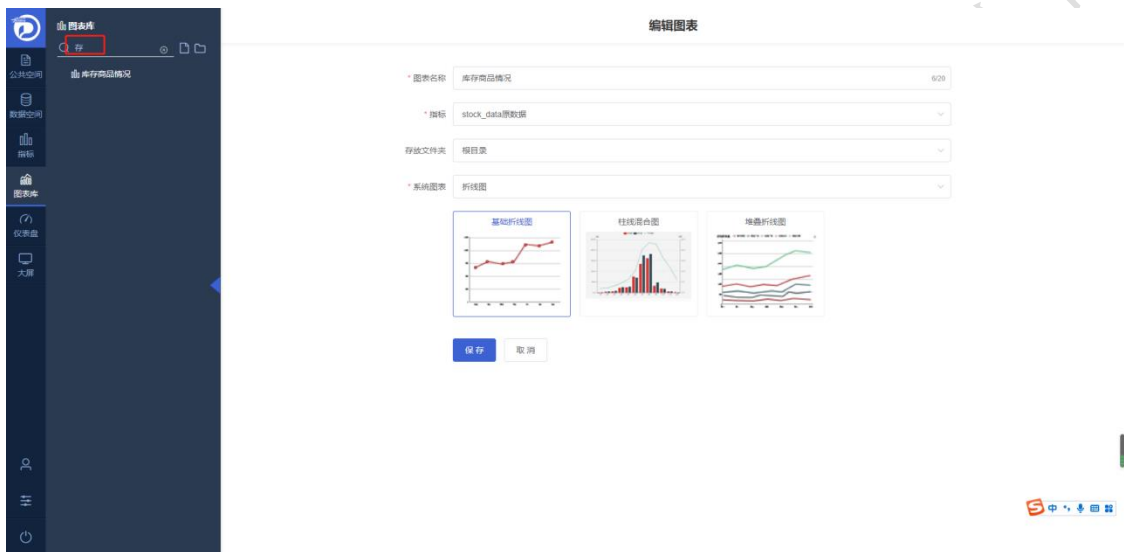 图表库
存
库存商品情况
公共空间
数据空间
指标
图表库
仪表盘
大屏
编辑图表
* 图表名称 库存商品情况 6/20
* 指标 stock_data原数据
存放文件夹 根目录
* 系统图表 折线图
基础折线图 柱线混合图 堆叠折线图
保存 取消
中